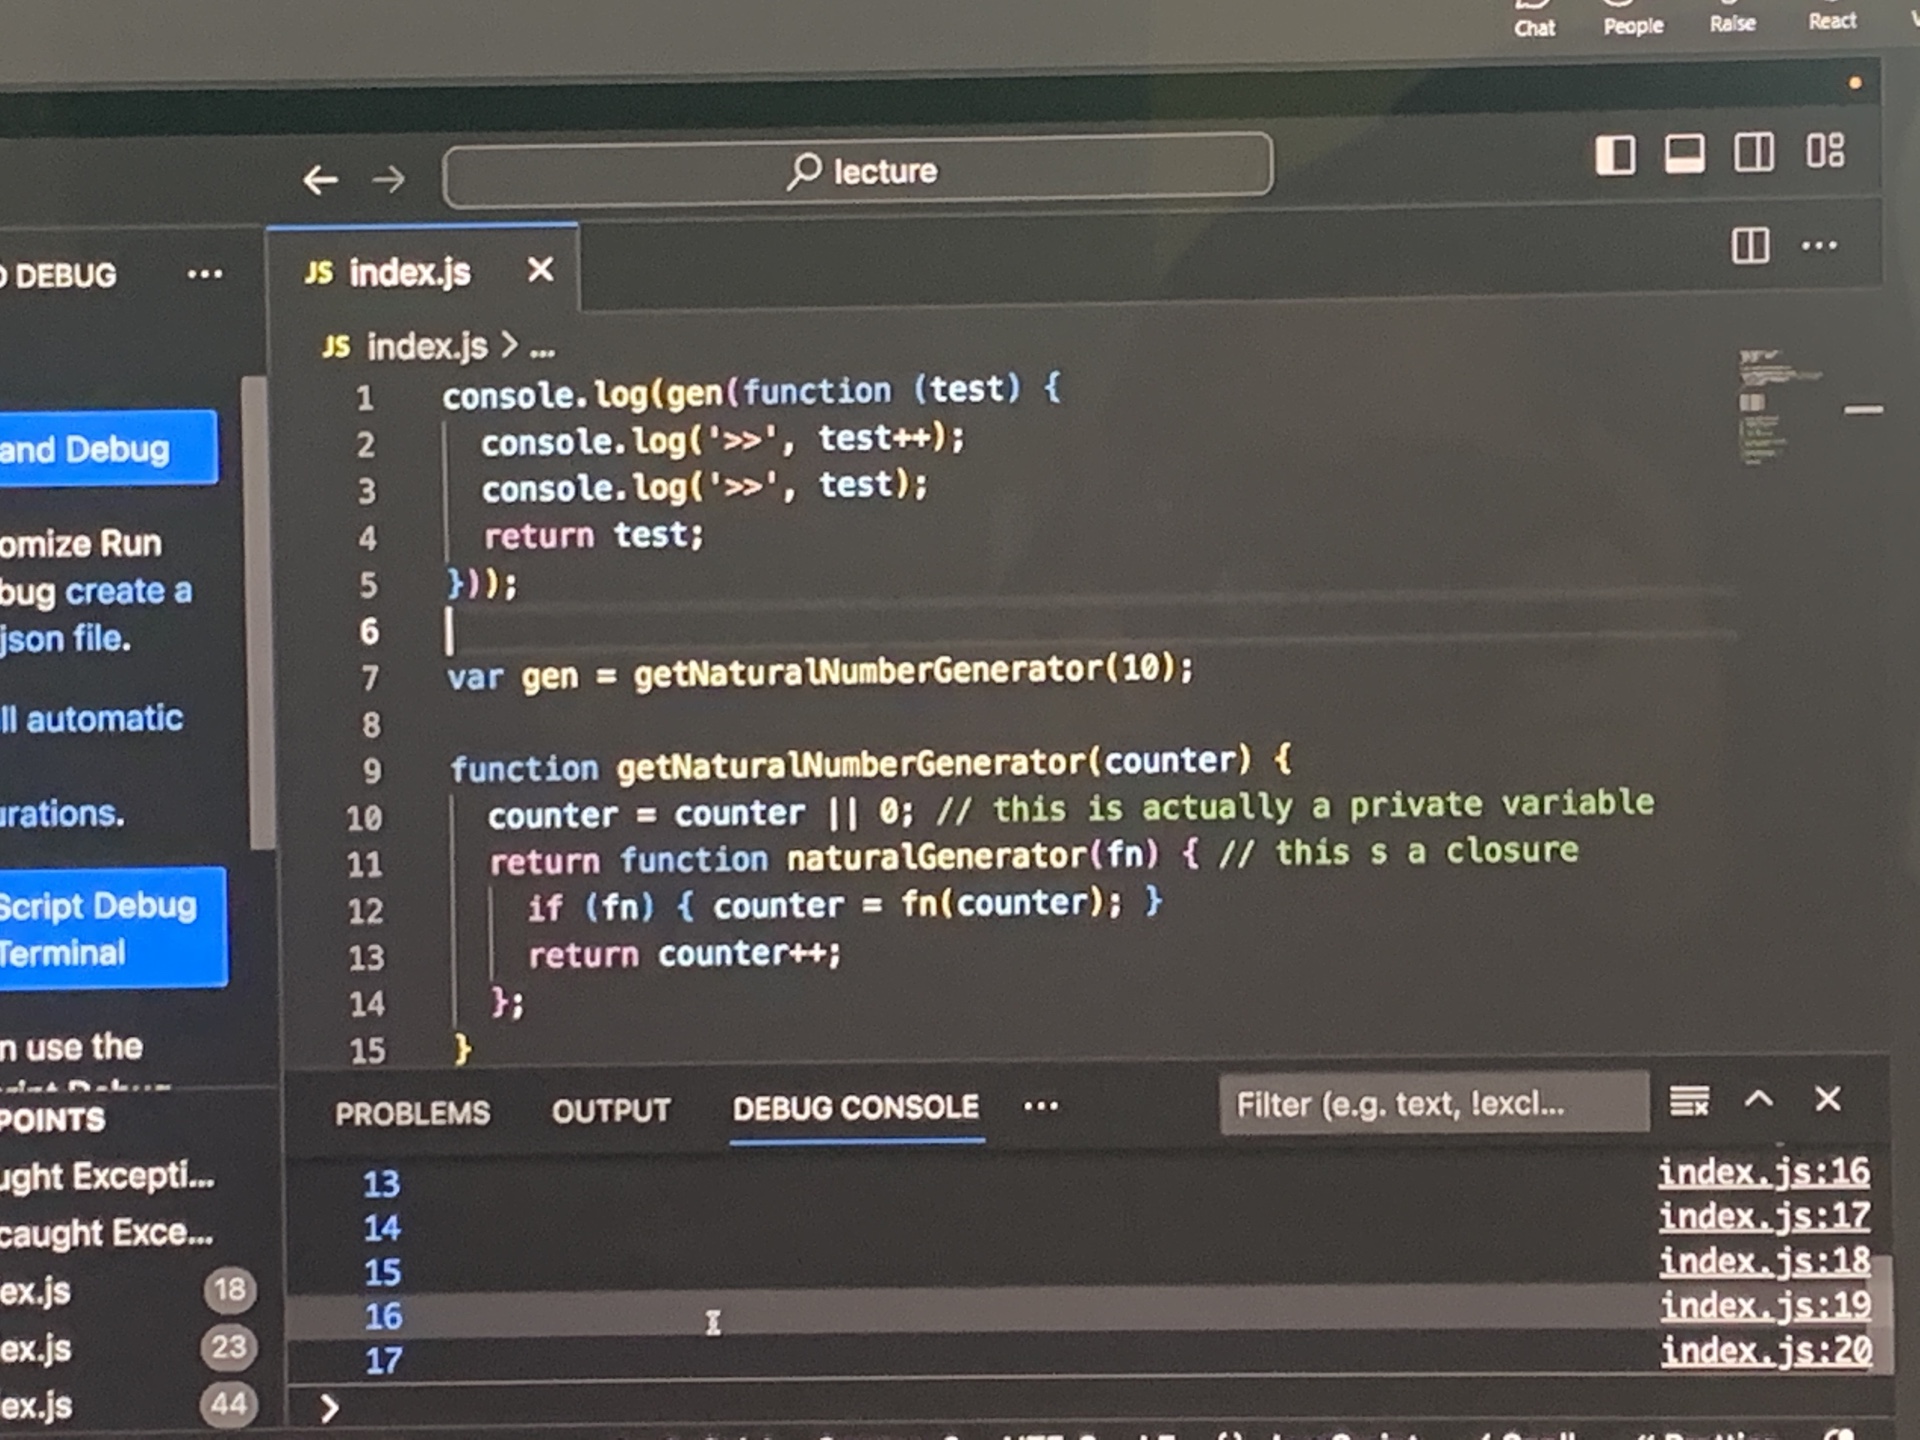 Chat People Raise React
lecture
DEBUG ...
JS index.js
JS index.js > ...
and Debug
omize Run
bug create a
json file.
ll automatic
urations.
Script Debug
Terminal
n use the
1 console.log(gen(function (test) {
2 console.log('>>', test++);
3 console.log('>>', test);
4 return test;
5 }));
6
7 var gen = getNaturalNumberGenerator(10);
8
9 function getNaturalNumberGenerator(counter) {
10 counter = counter || 0; // this is actually a private variable
11 return function naturalGenerator(fn) { // this s a closure
12 if (fn) { counter = fn(counter); }
13 return counter++;
14 };
15 }
POINTS
ught Excepti...
caught Exce...
ex.js 18
ex.js 23
ex.js 44
PROBLEMS OUTPUT DEBUG CONSOLE ... Filter (e.g. text, !excl...
13 index.js:16
14 index.js:17
15 index.js:18
16 index.js:19
17 index.js:20
>